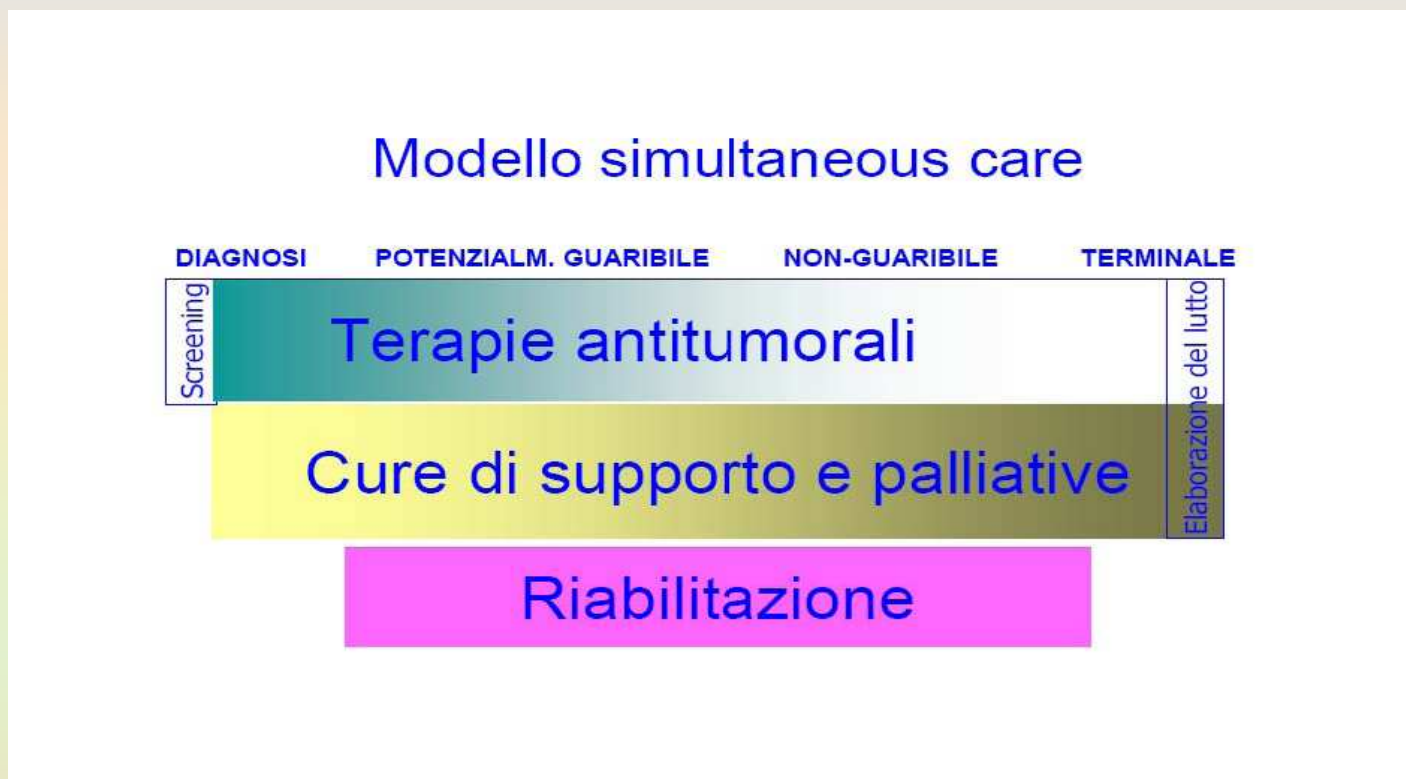 Modello simultaneous care
DIAGNOSI POTENZIALM. GUARIBILE NON-GUARIBILE TERMINALE
Screening
Terapie antitumorali
Elaborazione del lutto
Cure di supporto e palliative
Riabilitazione